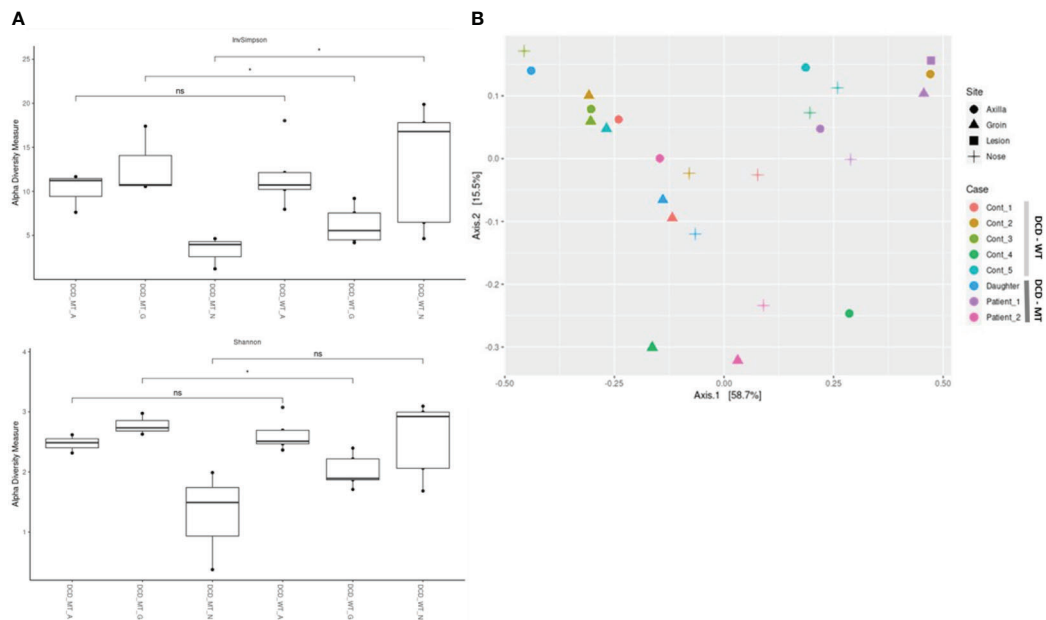 A
InvSimpson
*
*
ns
25
20
15
10
5
Alpha Diversity Measure
DCD_MT_A
DCD_MT_G
DCD_MT_N
DCD_WT_A
DCD_WT_G
DCD_WT_N
Shannon
ns
*
ns
4
3
2
1
Alpha Diversity Measure
DCD_MT_A
DCD_MT_G
DCD_MT_N
DCD_WT_A
DCD_WT_G
DCD_WT_N
B
0.1
0.0
-0.1
-0.2
-0.3
Axis.2 [15.5%]
-0.50
-0.25
0.00
0.25
0.50
Axis.1 [58.7%]
Site
Axilla
Groin
Lesion
Nose
Case
Cont_1
Cont_2
Cont_3
Cont_4
Cont_5
Daughter
Patient_1
Patient_2
DCD - WT
DCD - MT